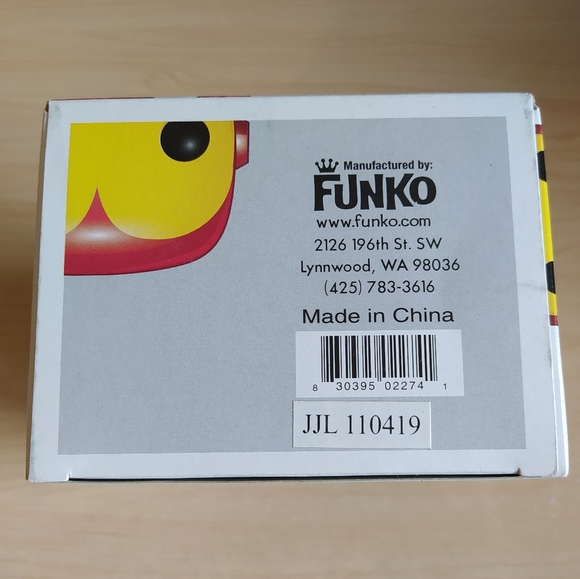 Manufactured by:
FUNKO
www.funko.com
2126 196th St. SW
Lynnwood, WA 98036
(425) 783-3616
Made in China
8 30395 02274 1
JJL 110419